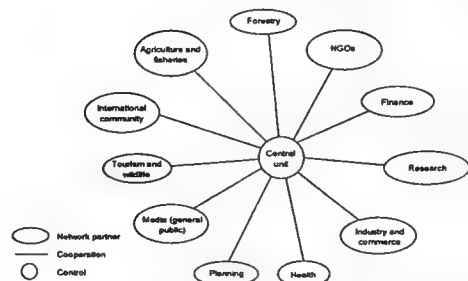 Forestry
Agriculture and
fisheries
NGOs
International
community
Finance
Central
unit
Tourism and
wildlife
Research
Media (general
public)
Industry and
commerce
Network partner
Cooperation
Control
Planning
Health